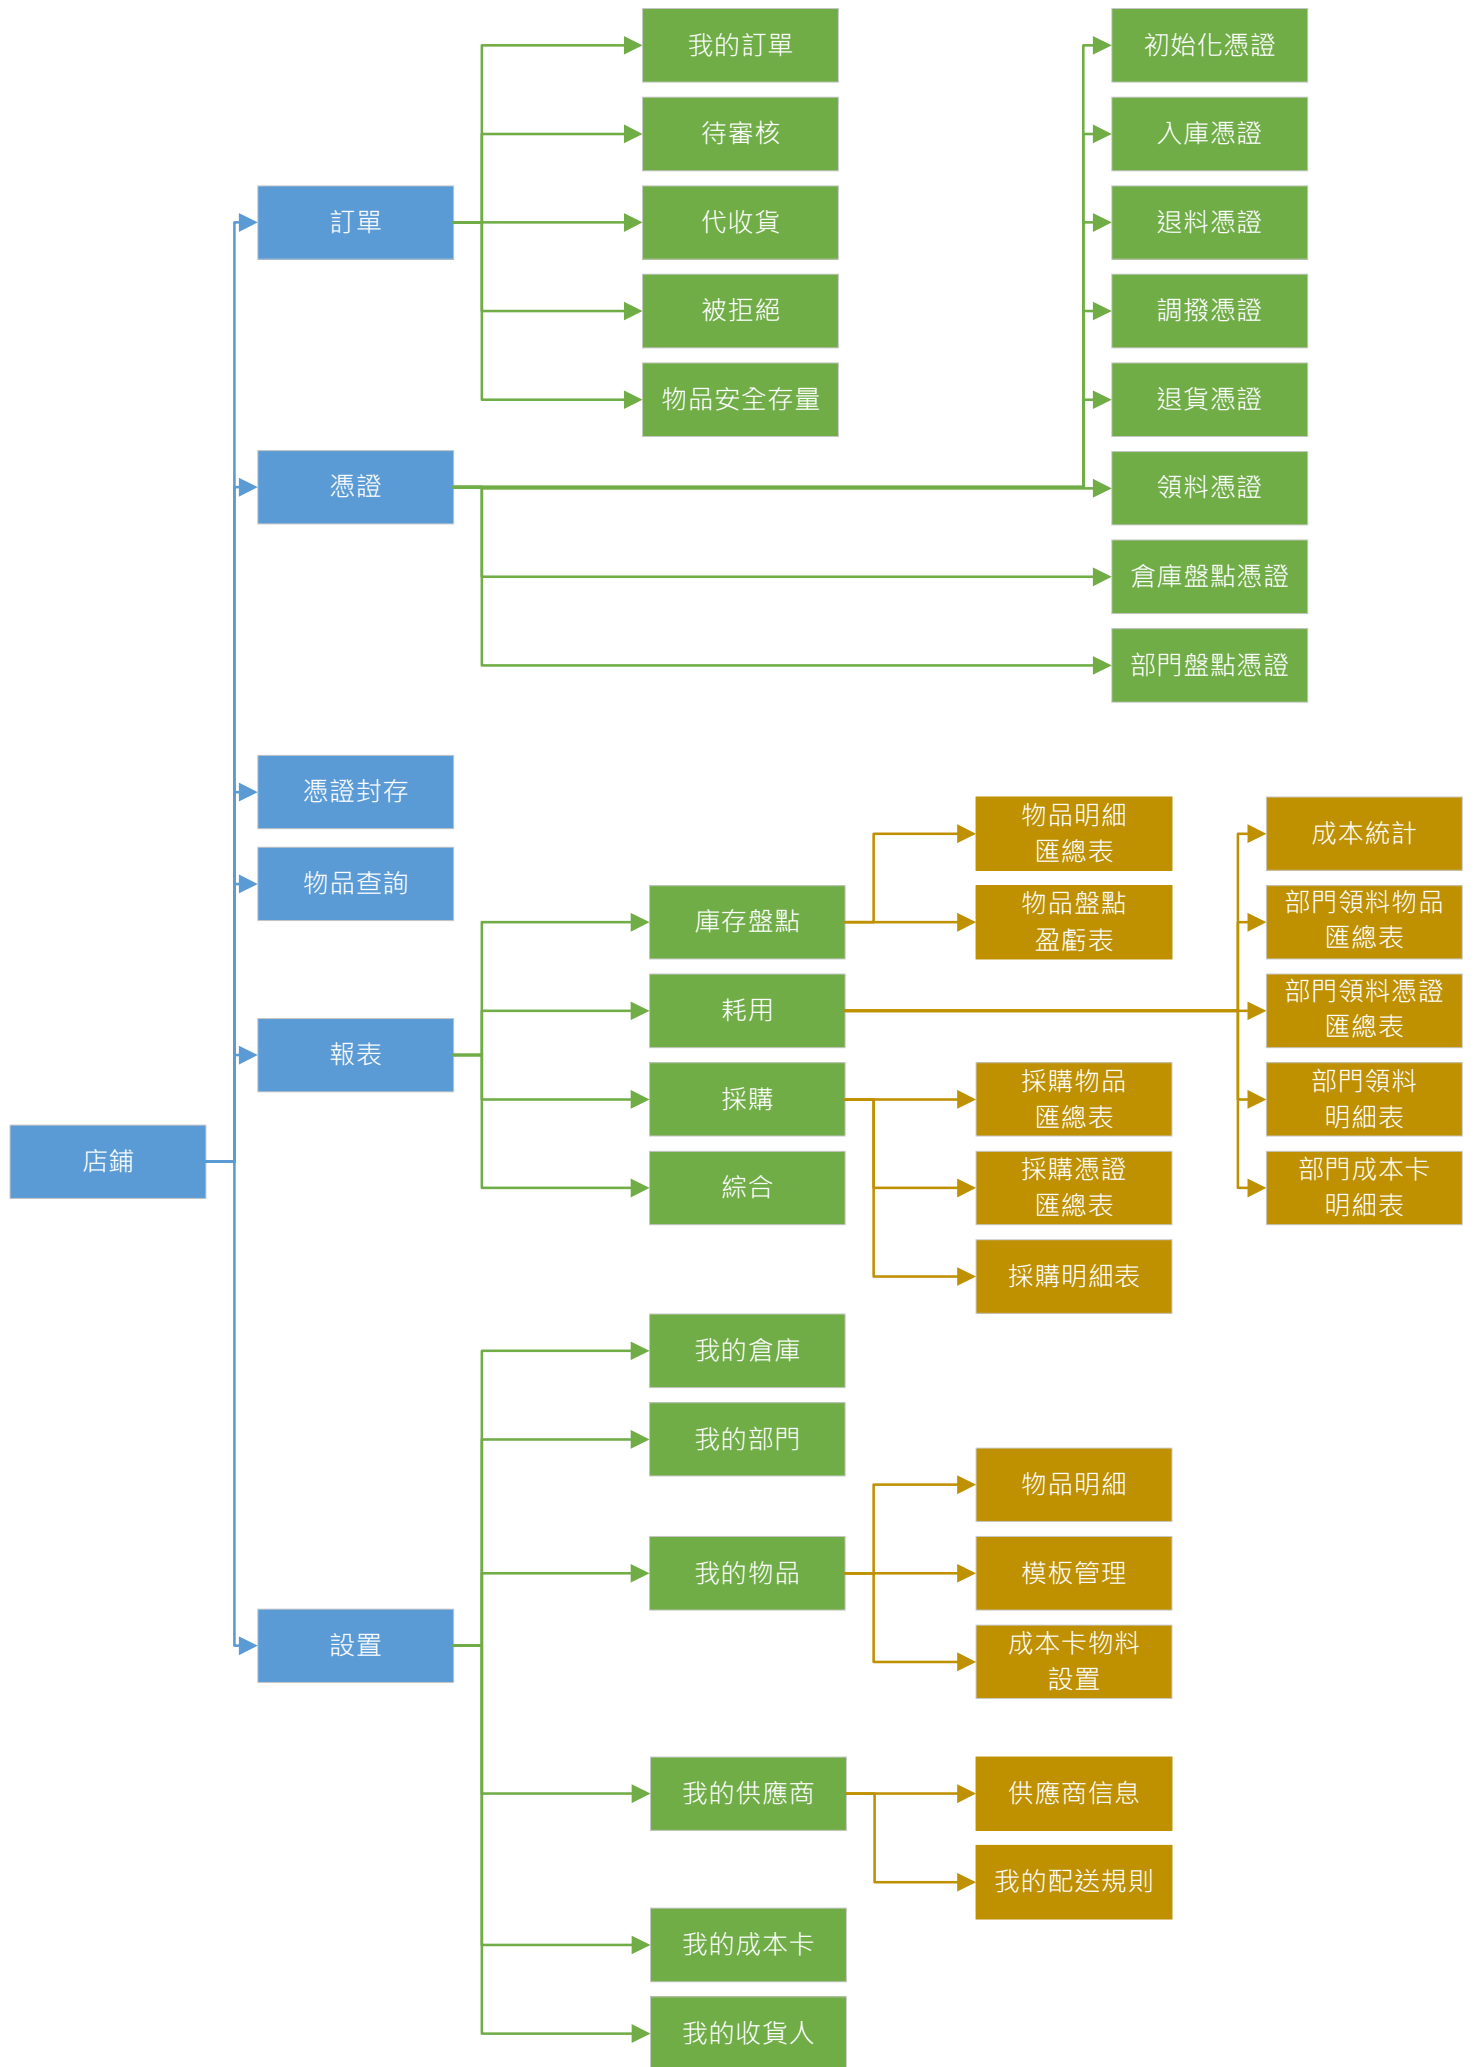 店鋪
訂單
我的訂單
待審核
代收貨
被拒絕
物品安全存量
憑證
初始化憑證
入庫憑證
退料憑證
調撥憑證
退貨憑證
領料憑證
倉庫盤點憑證
部門盤點憑證
憑證封存
物品查詢
報表
庫存盤點
物品明細
匯總表
物品盤點
盈虧表
耗用
成本統計
部門領料物品
匯總表
部門領料憑證
匯總表
部門領料
明細表
部門成本卡
明細表
採購
採購物品
匯總表
採購憑證
匯總表
採購明細表
綜合
設置
我的倉庫
我的部門
我的物品
物品明細
模板管理
成本卡物料
設置
我的供應商
供應商信息
我的配送規則
我的成本卡
我的收貨人